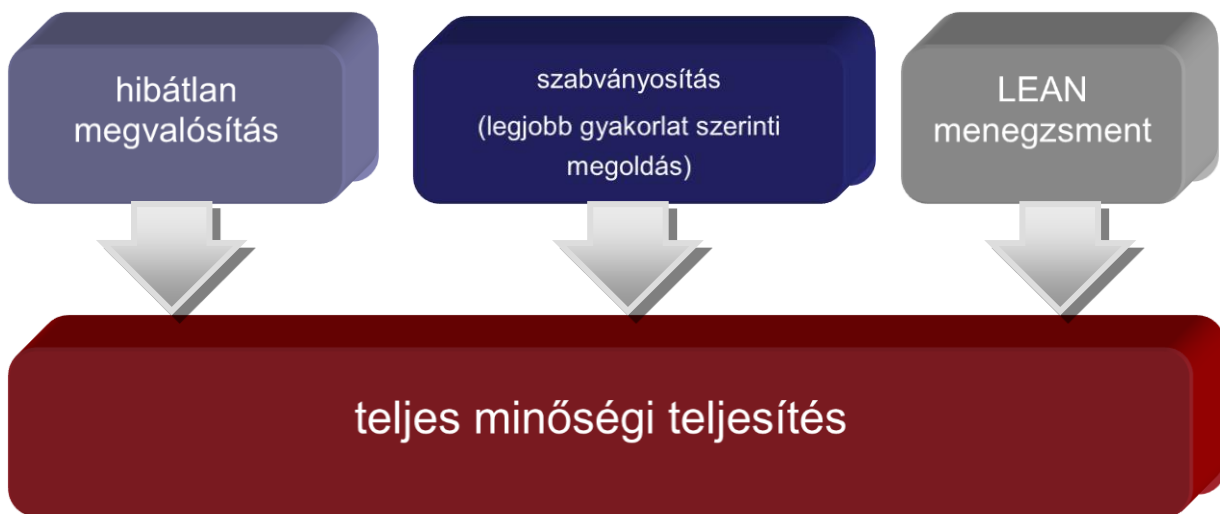 hibátlan
megvalósítás
szabványosítás
(legjobb gyakorlat szerinti
megoldás)
LEAN
menegzsment
teljes minőségi teljesítés